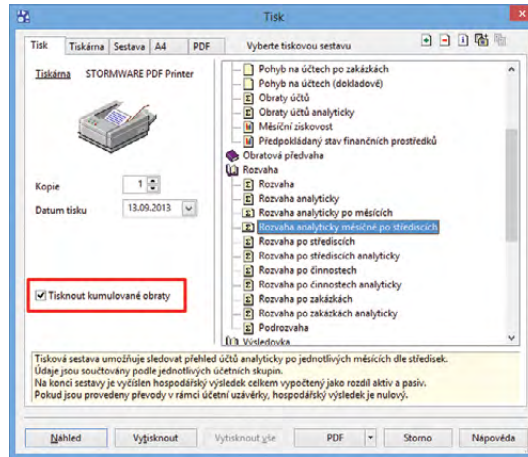 Tisk
Tisk Tiskárna Sestava A4 PDF
Vyberte tiskovou sestavu
Tiskárna STORMWARE PDF Printer
Kopie 1
Datum tisku 13.09.2013
Tisknout kumulované obraty
Pohyb na účtech po zakázkách
Pohyb na účtech (dokladové)
Obraty účtů
Obraty účtů analyticky
Měsíční ziskovost
Předpokládaný stav finančních prostředků
Obratová předvaha
Rozvaha
Rozvaha
Rozvaha analyticky
Rozvaha analyticky po měsících
Rozvaha analyticky měsíčně po střediscích
Rozvaha po střediscích
Rozvaha po střediscích analyticky
Rozvaha po činnostech
Rozvaha po činnostech analyticky
Rozvaha po zakázkách
Rozvaha po zakázkách analyticky
Podrozvaha
Výsledovka
Tisková sestava umožňuje sledovat přehled účtů analyticky po jednotlivých měsících dle středisek.
Údaje jsou součtovány podle jednotlivých účetních skupin.
Na konci sestavy je vyčíslen hospodářský výsledek celkem vypočtený jako rozdíl aktiv a pasiv.
Pokud jsou provedeny převody v rámci účetní uzávěrky, hospodářský výsledek je nulový.
Náhled Vytisknout Vytisknout vše PDF Storno Nápověda